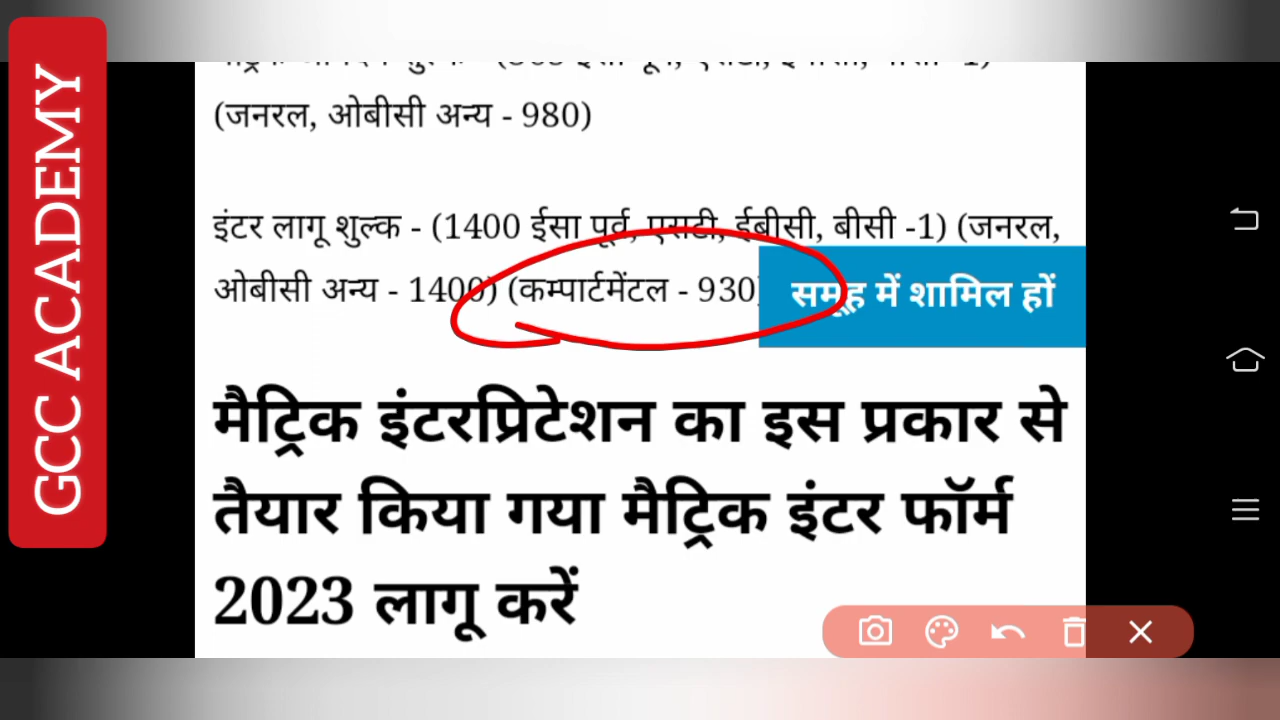 GCC ACADEMY
(जनरल, ओबीसी अन्य - 980)
इंटर लागू शुल्क - (1400 ईसा पूर्व, एसटी, ईबीसी, बीसी -1) (जनरल,
ओबीसी अन्य - 1400) (कम्पार्टमेंटल - 930)
समूह में शामिल हों
मैट्रिक इंटरप्रिटेशन का इस प्रकार से
तैयार किया गया मैट्रिक इंटर फॉर्म
2023 लागू करें